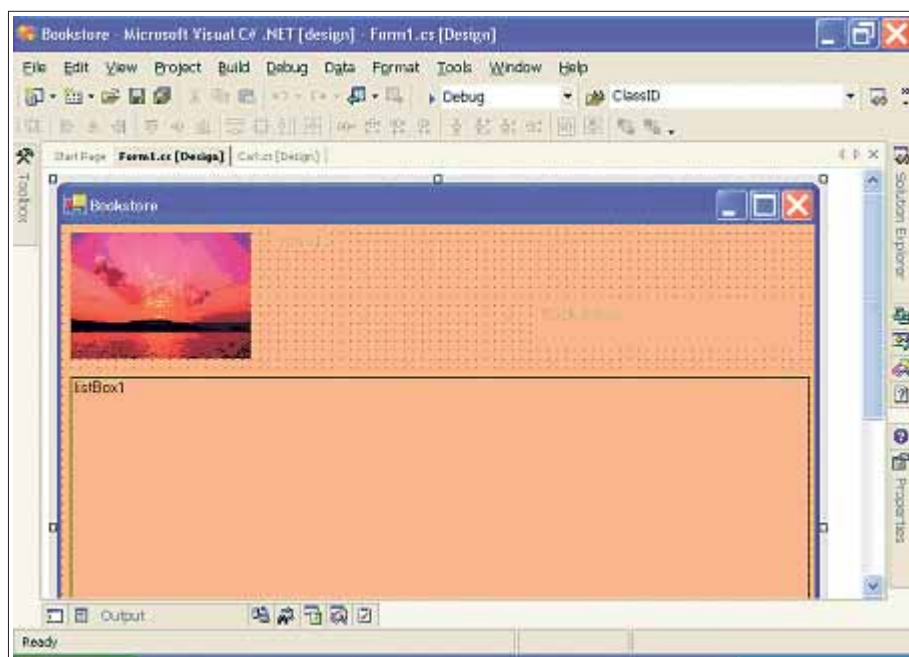 Bookstore - Microsoft Visual C# .NET [design] - Form1.cs [Design]
File Edit View Project Build Debug Data Format Tools Window Help
Debug ClassID
Start Page Form1.cs [Design] Cart.cs [Design]
Toolbox
Solution Explorer
Bookstore
listBox1
Properties
Output
Ready